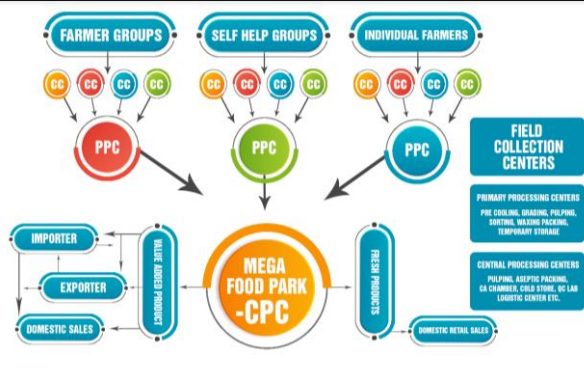 FARMER GROUPS
SELF HELP GROUPS
INDIVIDUAL FARMERS
CC CC CC CC
CC CC CC CC
CC CC CC CC
PPC
PPC
PPC
FIELD
COLLECTION
CENTERS
PRIMARY PROCESSING CENTERS
PRE COOLING, GRADING, PULPING,
SORTING, WAXING PACKING,
TEMPORARY STORAGE
CENTRAL PROCESSING CENTERS
PULPING, ASEPTIC PACKING,
CA CHAMBER, COLD STORE, QC LAB
LOGISTIC CENTER ETC.
IMPORTER
EXPORTER
DOMESTIC SALES
VALUE ADDED PRODUCT
MEGA
FOOD PARK
-CPC
FRESH PRODUCTS
DOMESTIC RETAIL SALES